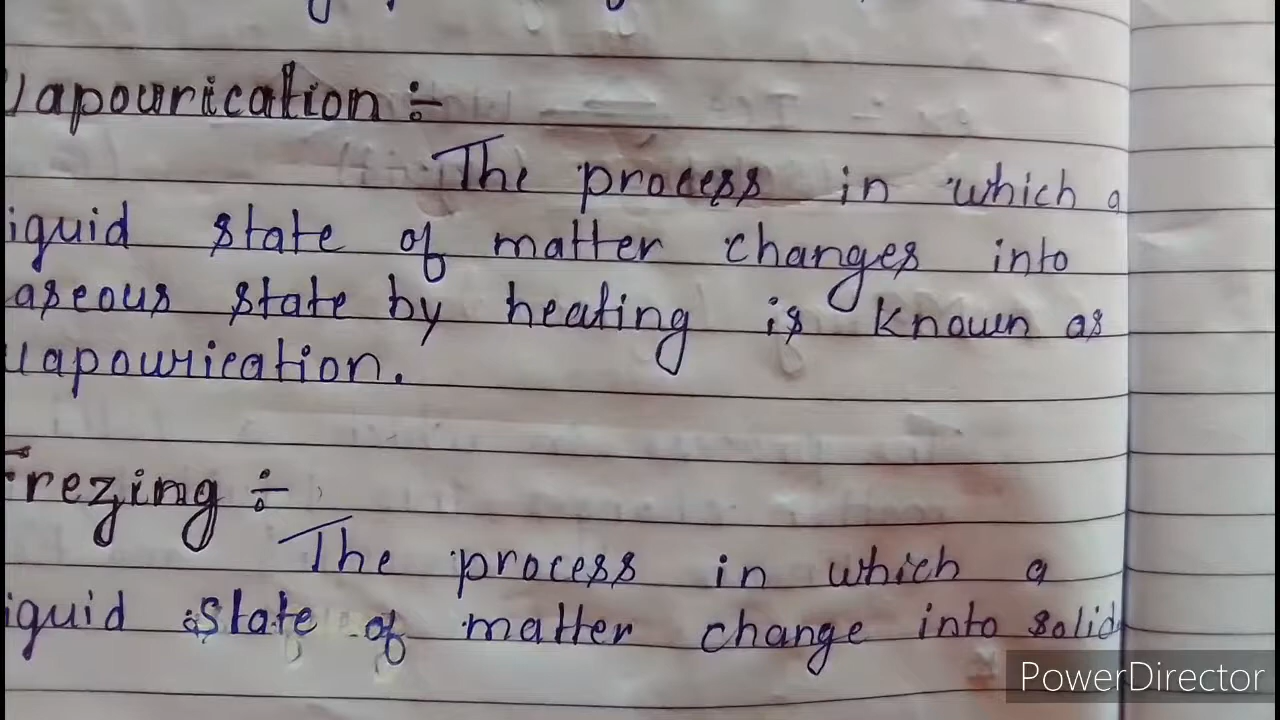 Vapourication ÷
The process in which a
liquid state of matter changes into
gaseous state by heating is known as
vapourication.
Frezing ÷
The process in which a
liquid state of matter change into solid
PowerDirector